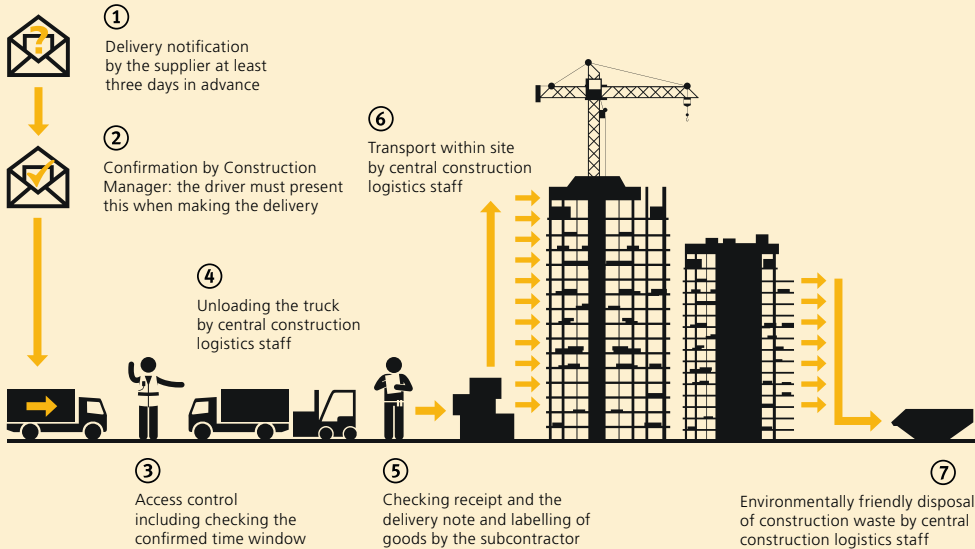 1
Delivery notification
by the supplier at least
three days in advance
2
Confirmation by Construction
Manager: the driver must present
this when making the delivery
3
Access control
including checking the
confirmed time window
4
Unloading the truck
by central construction
logistics staff
5
Checking receipt and the
delivery note and labelling of
goods by the subcontractor
6
Transport within site
by central construction
logistics staff
7
Environmentally friendly disposal
of construction waste by central
construction logistics staff
?